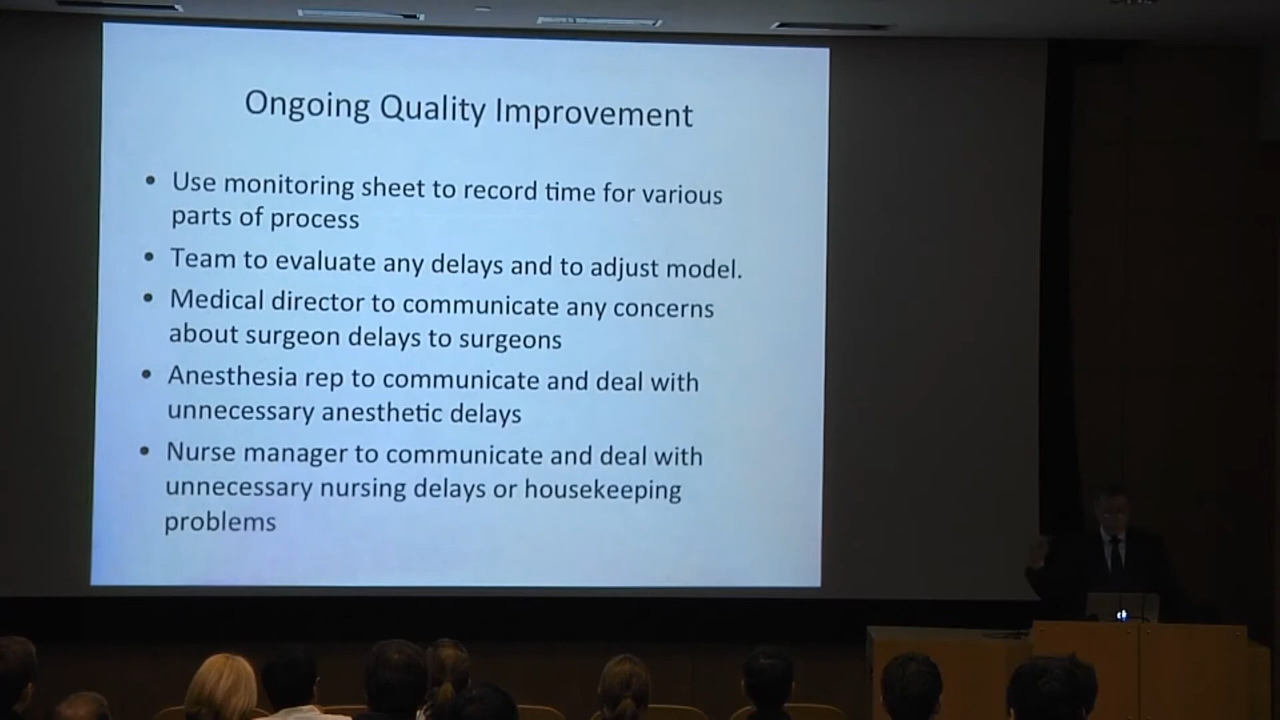 Ongoing Quality Improvement
• Use monitoring sheet to record time for various
parts of process
• Team to evaluate any delays and to adjust model.
• Medical director to communicate any concerns
about surgeon delays to surgeons
• Anesthesia rep to communicate and deal with
unnecessary anesthetic delays
• Nurse manager to communicate and deal with
unnecessary nursing delays or housekeeping
problems